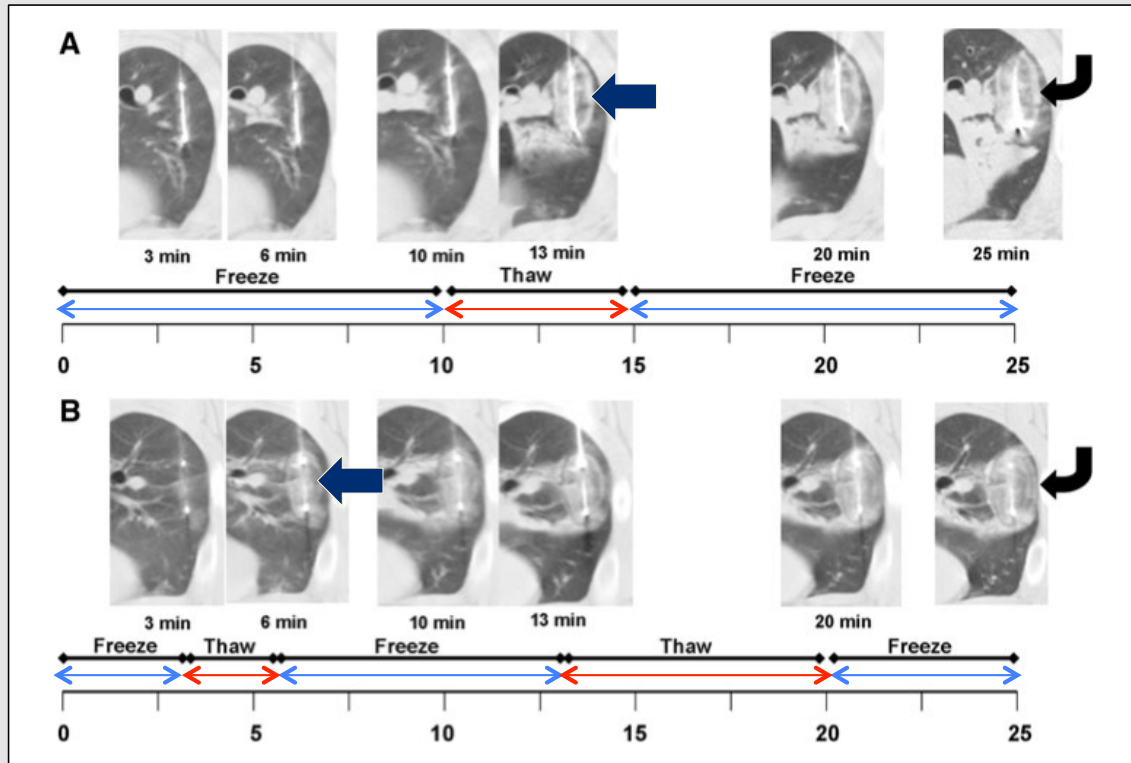 A
3 min 6 min 10 min 13 min 20 min 25 min
Freeze Thaw Freeze
0 5 10 15 20 25
B
3 min 6 min 10 min 13 min 20 min
Freeze Thaw Freeze Thaw Freeze
0 5 10 15 20 25